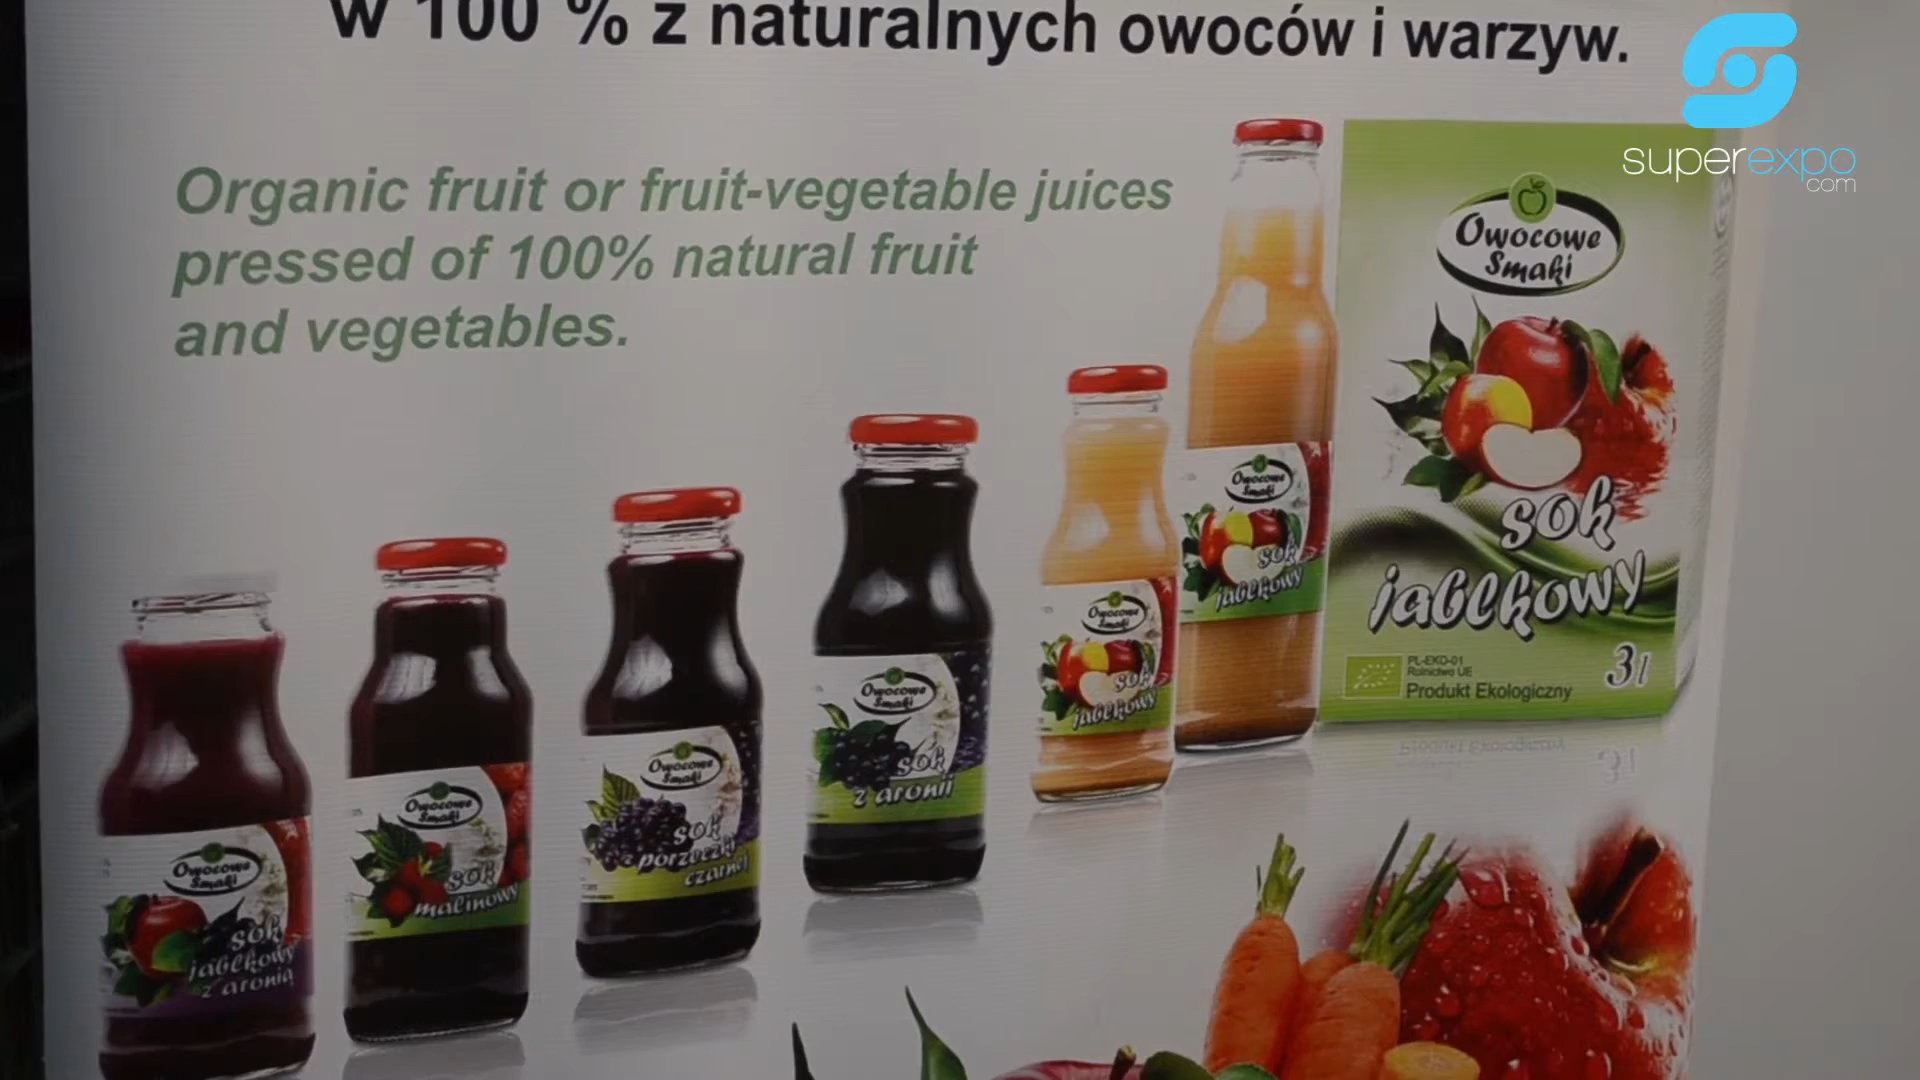 w 100 % z naturalnych owoców i warzyw.
superexpo
.com
Organic fruit or fruit-vegetable juices
pressed of 100% natural fruit
and vegetables.
Owocowe
Smaki
sok
jabłkowy
3l
PL-EKO-01
Rolnictwo UE
Produkt Ekologiczny
Owocowe
Smaki
sok
jabłkowy
Owocowe
Smaki
sok
jabłkowy
Owocowe
Smaki
sok
z aronii
Owocowe
Smaki
sok
z porzeczki
czarnej
Owocowe
Smaki
sok
malinowy
Owocowe
Smaki
sok
jabłkowy
z aronią